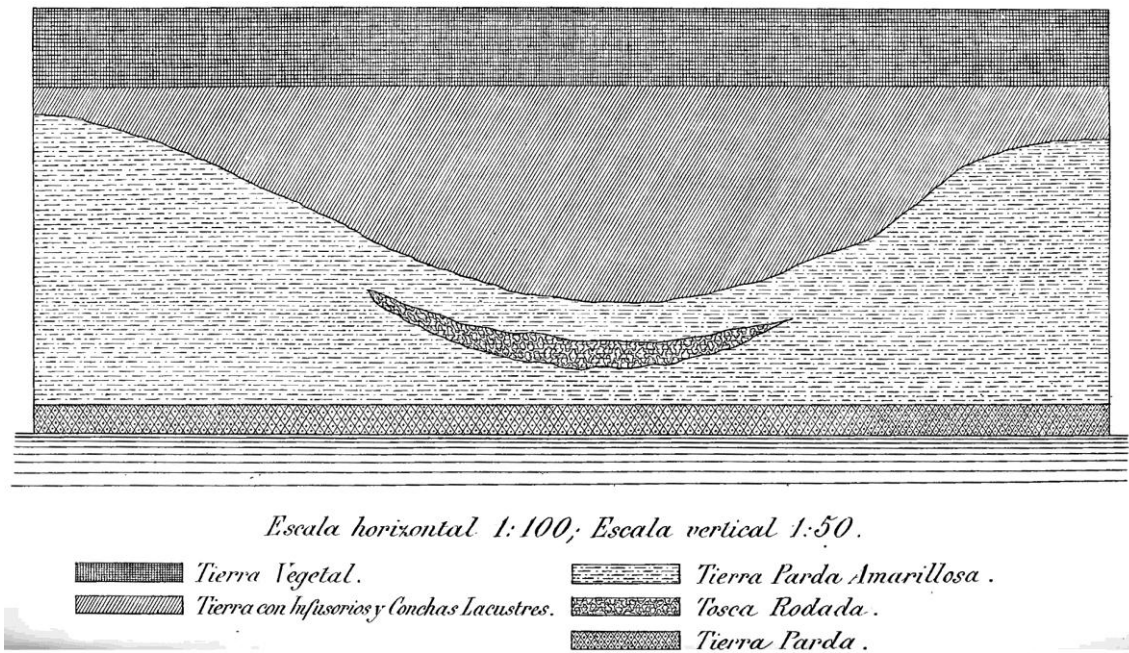 Escala horizontal 1:100; Escala vertical 1:50.
Tierra Vegetal.
Tierra con Infusorios y Conchas Lacustres.
Tierra Parda Amarillosa.
Tosca Rodada.
Tierra Parda.